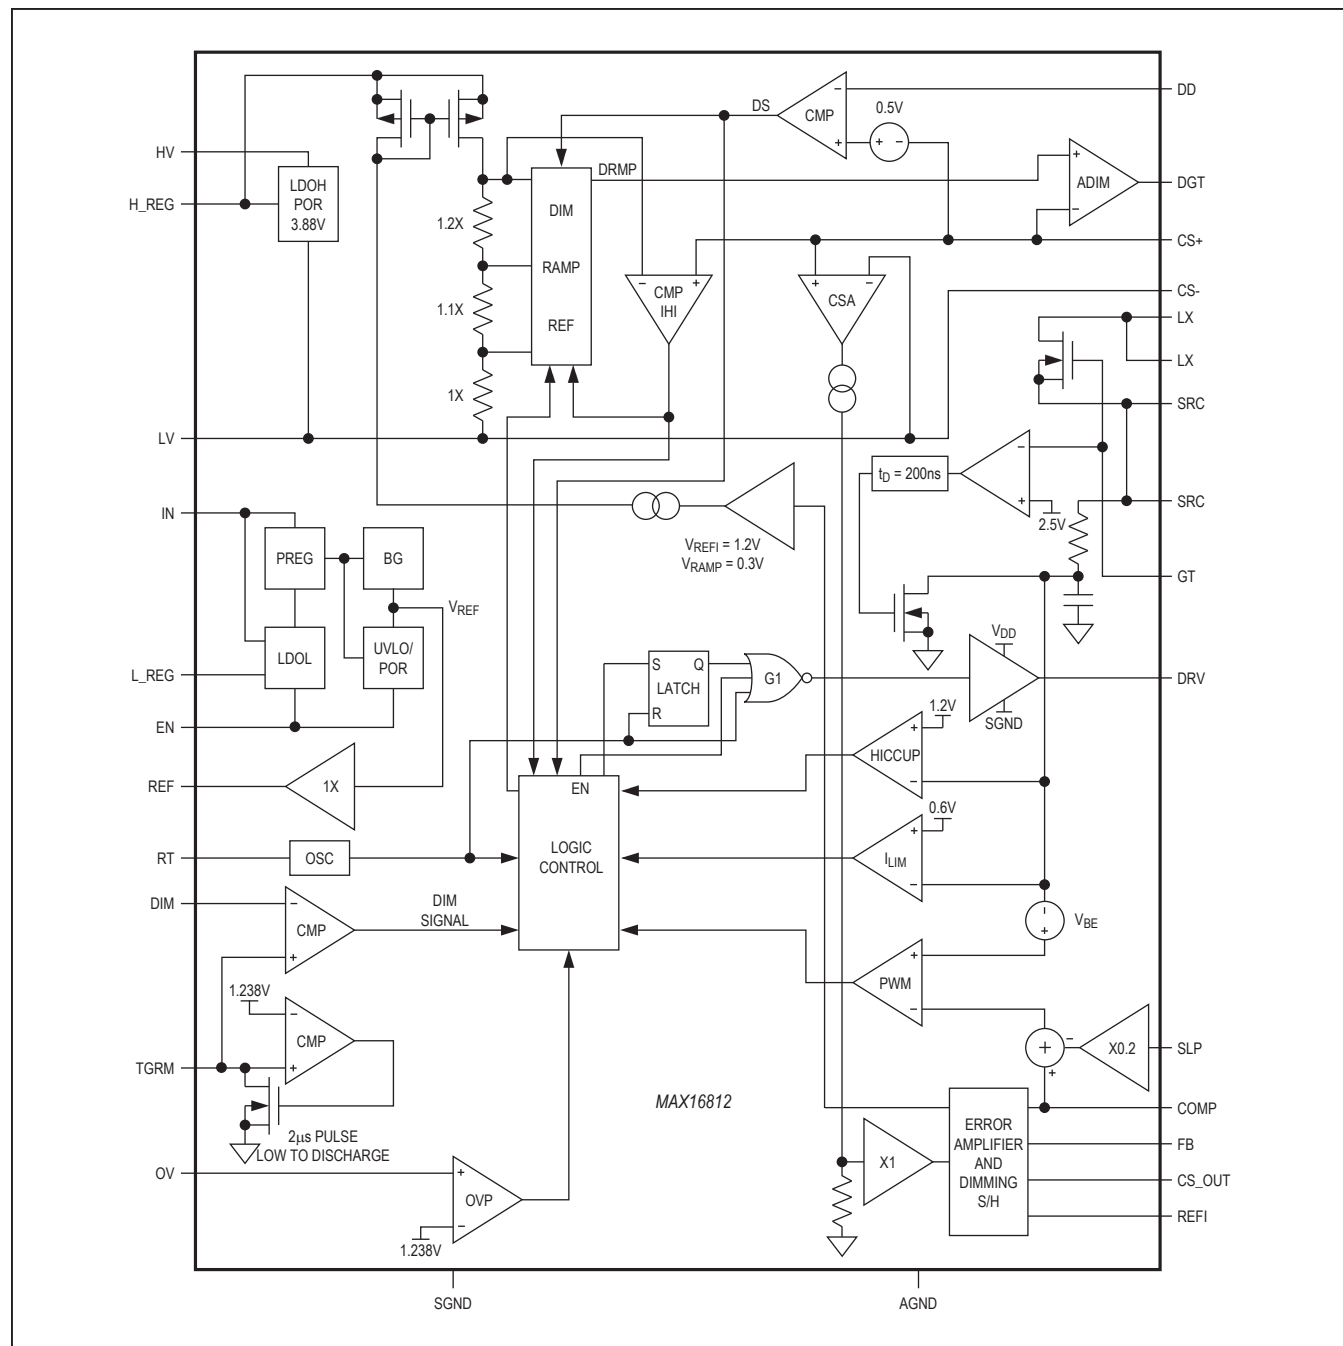 DD
DS
CMP
-
+
0.5V
+ -
HV
LDOH
POR
3.88V
H_REG
DRMP
DIM
RAMP
REF
1.2X
1.1X
1X
+
-
ADIM
DGT
CS+
- +
CMP
IHI
+ -
CSA
CS-
LX
LX
SRC
LV
tD = 200ns
-
+
2.5V
SRC
IN
PREG
BG
VREFI = 1.2V
VRAMP = 0.3V
GT
VREF
LDOL
UVLO/
POR
L_REG
S Q
LATCH
R
G1
VDD
SGND
DRV
EN
1.2V
+
HICCUP
-
REF
1X
EN
LOGIC
CONTROL
0.6V
+
ILIM
-
RT
OSC
DIM
-
CMP
+
DIM
SIGNAL
-
+
VBE
+
PWM
-
1.238V
-
CMP
+
TGRM
+
-
+
X0.2
SLP
2µs PULSE
LOW TO DISCHARGE
MAX16812
COMP
ERROR
AMPLIFIER
AND
DIMMING
S/H
FB
X1
CS_OUT
REFI
OV
+
OVP
-
1.238V
SGND
AGND